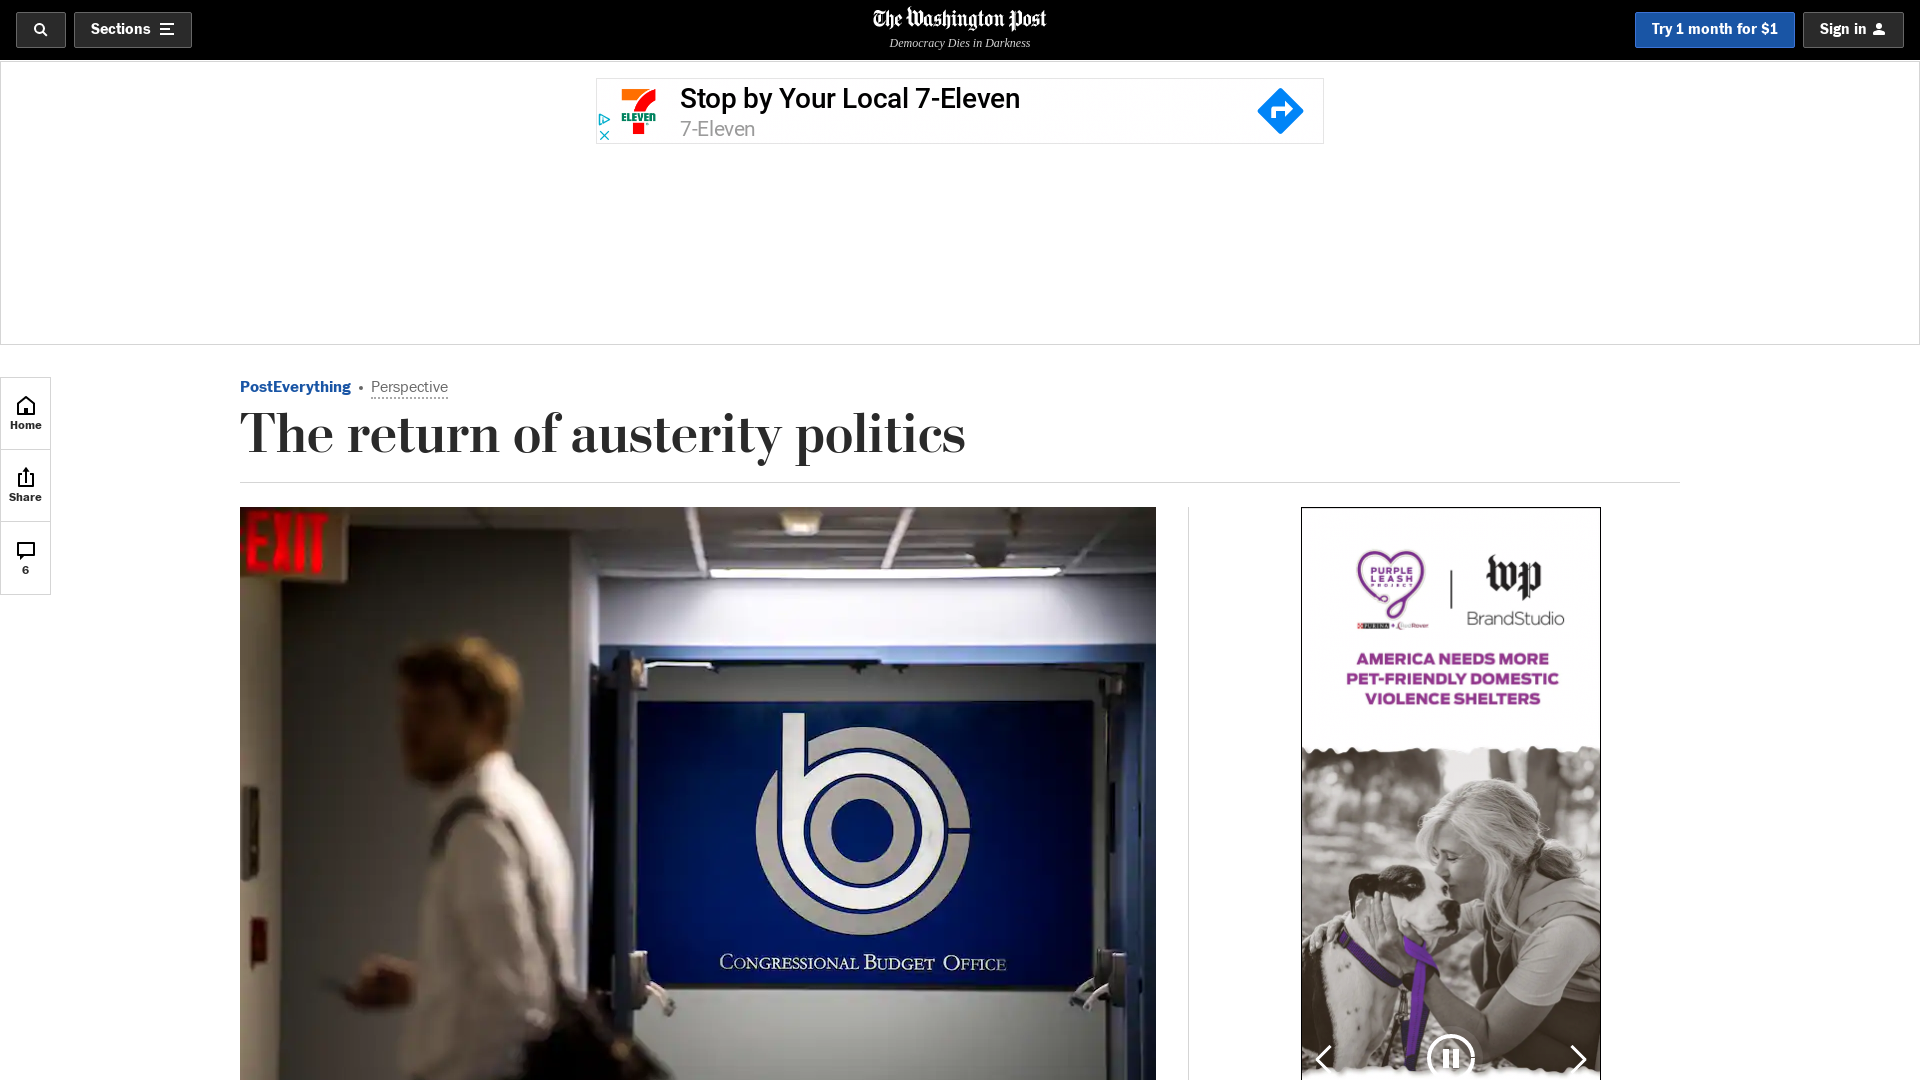 Sections
The Washington Post
Democracy Dies in Darkness
Try 1 month for $1
Sign in
7
ELEVEN
Stop by Your Local 7-Eleven
7-Eleven
PostEverything • Perspective
The return of austerity politics
Home
Share
6
EXIT
CONGRESSIONAL BUDGET OFFICE
PURPLE
LEASH
PROJECT
PURINA
wp
BrandStudio
AMERICA NEEDS MORE
PET-FRIENDLY DOMESTIC
VIOLENCE SHELTERS